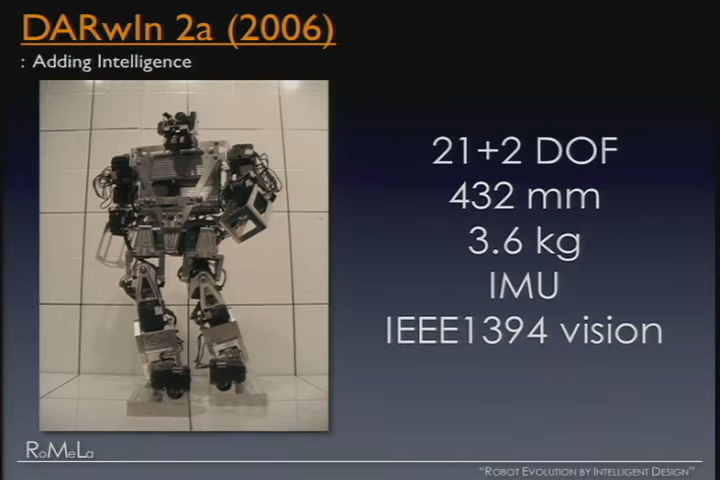 DARwIn 2a (2006)
: Adding Intelligence
21+2 DOF
432 mm
3.6 kg
IMU
IEEE1394 vision
RoMeLa
“ROBOT EVOLUTION BY INTELLIGENT DESIGN”